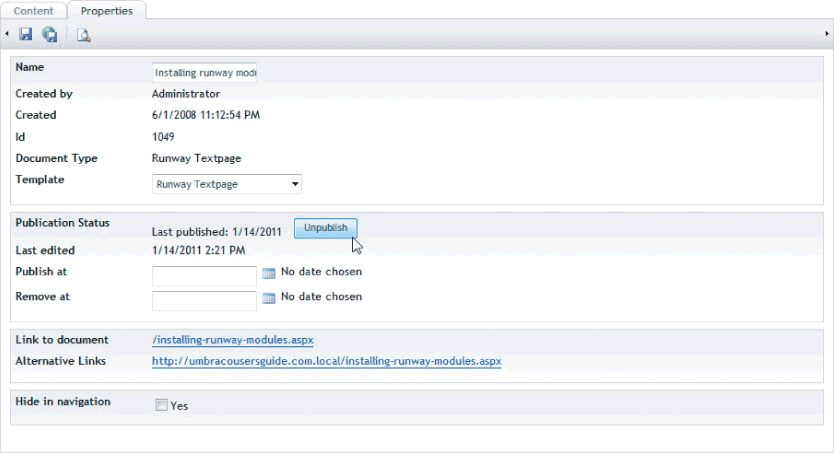 Content Properties
Name Installing runway modu
Created by Administrator
Created 6/1/2008 11:12:54 PM
Id 1049
Document Type Runway Textpage
Template Runway Textpage
Publication Status Last published: 1/14/2011 Unpublish
Last edited 1/14/2011 2:21 PM
Publish at No date chosen
Remove at No date chosen
Link to document /installing-runway-modules.aspx
Alternative Links http://umbracousersguide.com.local/installing-runway-modules.aspx
Hide in navigation Yes